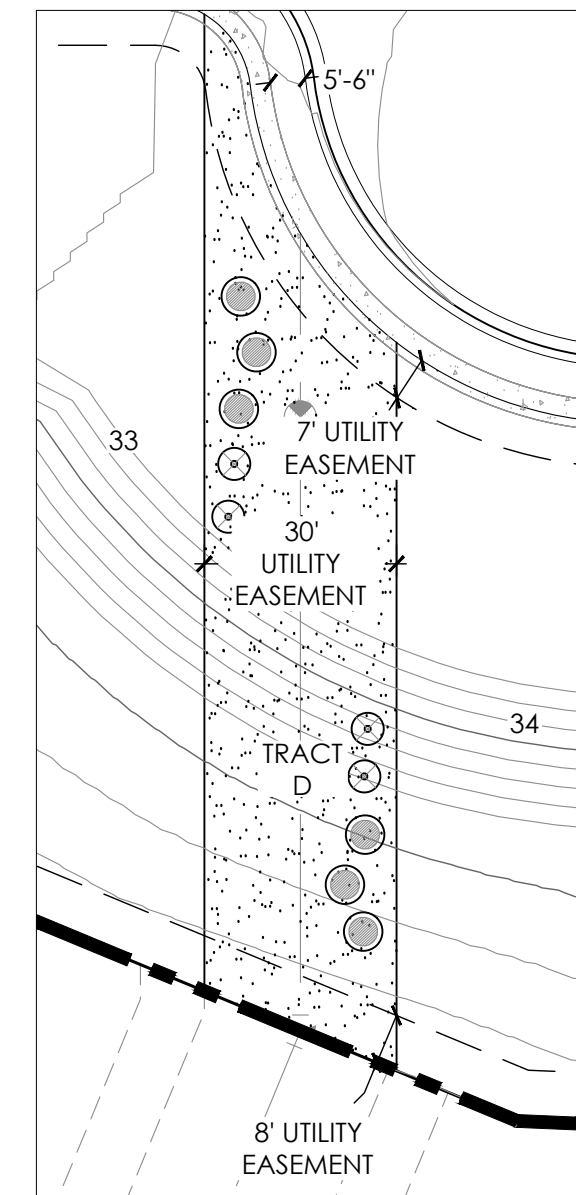 5'-6"
7' UTILITY
EASEMENT
33
30'
UTILITY
EASEMENT
34
TRACT
D
8' UTILITY
EASEMENT